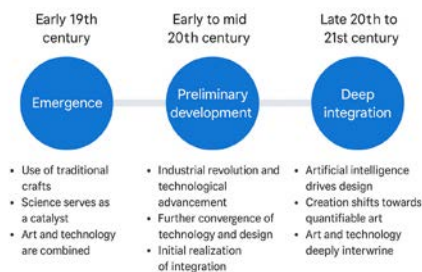 Early 19th
century
Early to mid
20th century
Late 20th to
21st century
Emergence
Preliminary
development
Deep
integration
• Use of traditional
crafts
• Science serves as
a catalyst
• Art and technology
are combined
• Industrial revolution and
technological
advancement
• Further convergence of
technology and design
• Initial realization
of integration
• Artificial intelligence
drives design
• Creation shifts towards
quantifiable art
• Art and technology
deeply interwrine